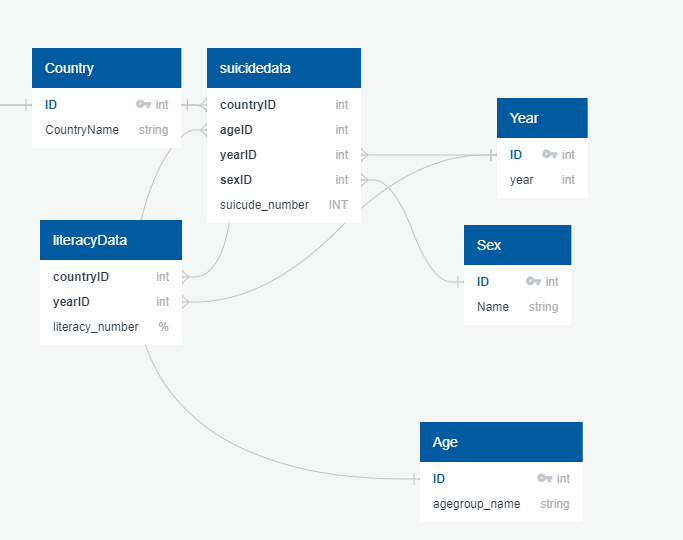 Country
ID int
CountryName string
suicidedata
countryID int
ageID int
yearID int
sexID int
suicude_number INT
Year
ID int
year int
Sex
ID int
Name string
literacyData
countryID int
yearID int
literacy_number %
Age
ID int
agegroup_name string